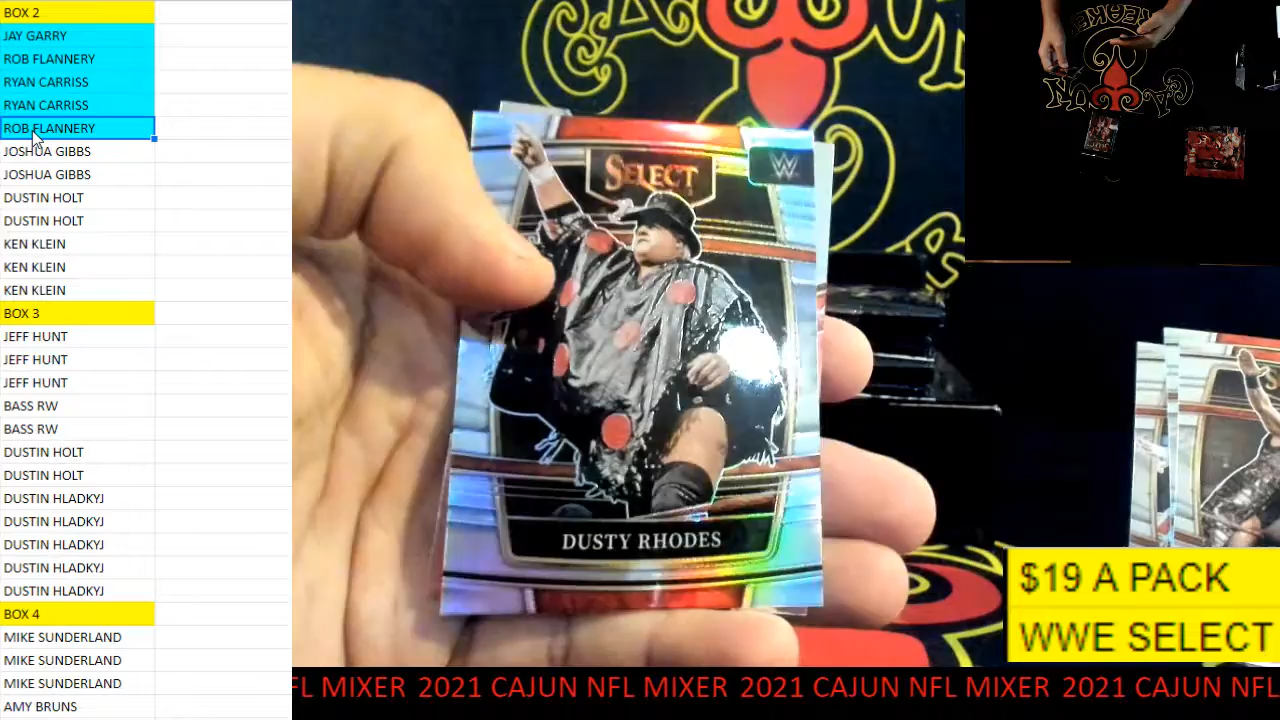 BOX 2
JAY GARRY
ROB FLANNERY
RYAN CARRISS
RYAN CARRISS
ROB FLANNERY
JOSHUA GIBBS
JOSHUA GIBBS
DUSTIN HOLT
DUSTIN HOLT
KEN KLEIN
KEN KLEIN
KEN KLEIN
BOX 3
JEFF HUNT
JEFF HUNT
JEFF HUNT
BASS RW
BASS RW
DUSTIN HOLT
DUSTIN HOLT
DUSTIN HLADKYJ
DUSTIN HLADKYJ
DUSTIN HLADKYJ
DUSTIN HLADKYJ
DUSTIN HLADKYJ
BOX 4
MIKE SUNDERLAND
MIKE SUNDERLAND
MIKE SUNDERLAND
AMY BRUNS
SELECT
W
DUSTY RHODES
$19 A PACK
WWE SELECT
FL MIXER 2021 CAJUN NFL MIXER 2021 CAJUN NFL MIXER 2021 CAJUN NFL